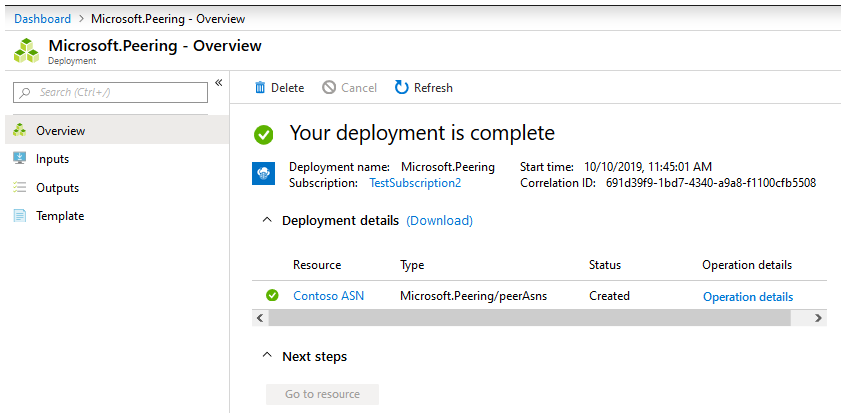 Dashboard > Microsoft.Peering - Overview
Microsoft.Peering - Overview
Deployment
Search (Ctrl+/)
Overview
Inputs
Outputs
Template
Delete Cancel Refresh
Your deployment is complete
Deployment name: Microsoft.Peering Start time: 10/10/2019, 11:45:01 AM
Subscription: TestSubscription2 Correlation ID: 691d39f9-1bd7-4340-a9a8-f1100cfb5508
Deployment details (Download)
Resource Type Status Operation details
Contoso ASN Microsoft.Peering/peerAsns Created Operation details
Next steps
Go to resource